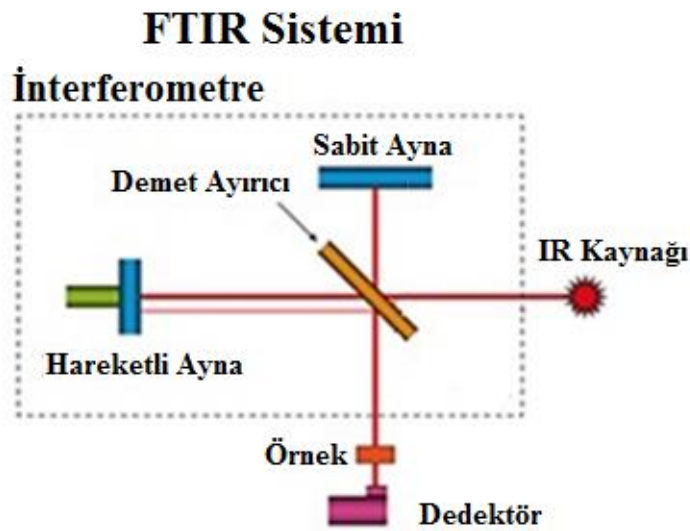 FTIR Sistemi
İnterferometre
Sabit Ayna
Demet Ayırıcı
IR Kaynağı
Hareketli Ayna
Örnek
Dedektör